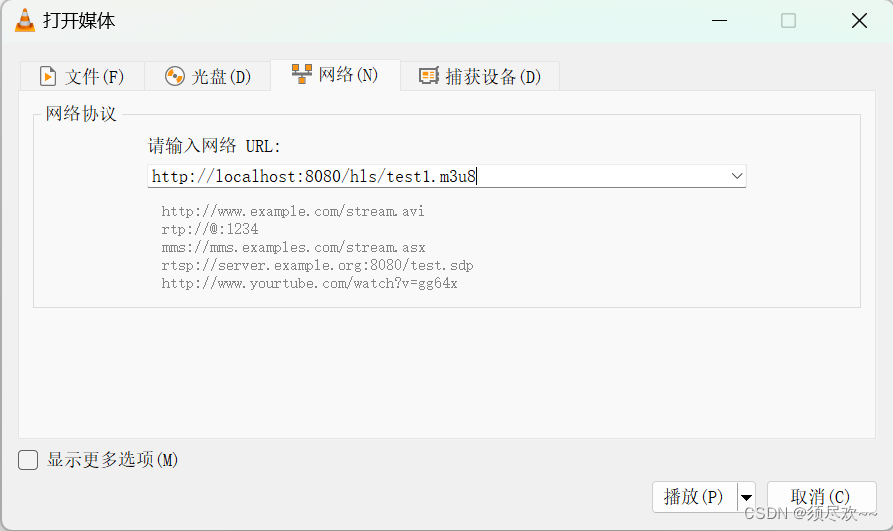 打开媒体
文件(F) 光盘(D) 网络(N) 捕获设备(D)
网络协议
请输入网络 URL:
http://localhost:8080/hls/test1.m3u8
http://www.example.com/stream.avi
rtp://@:1234
mms://mms.examples.com/stream.asx
rtsp://server.example.org:8080/test.sdp
http://www.yourtube.com/watch?v=gg64x
显示更多选项(M)
播放(P) 取消(C)
CSDN @须尽欢~~